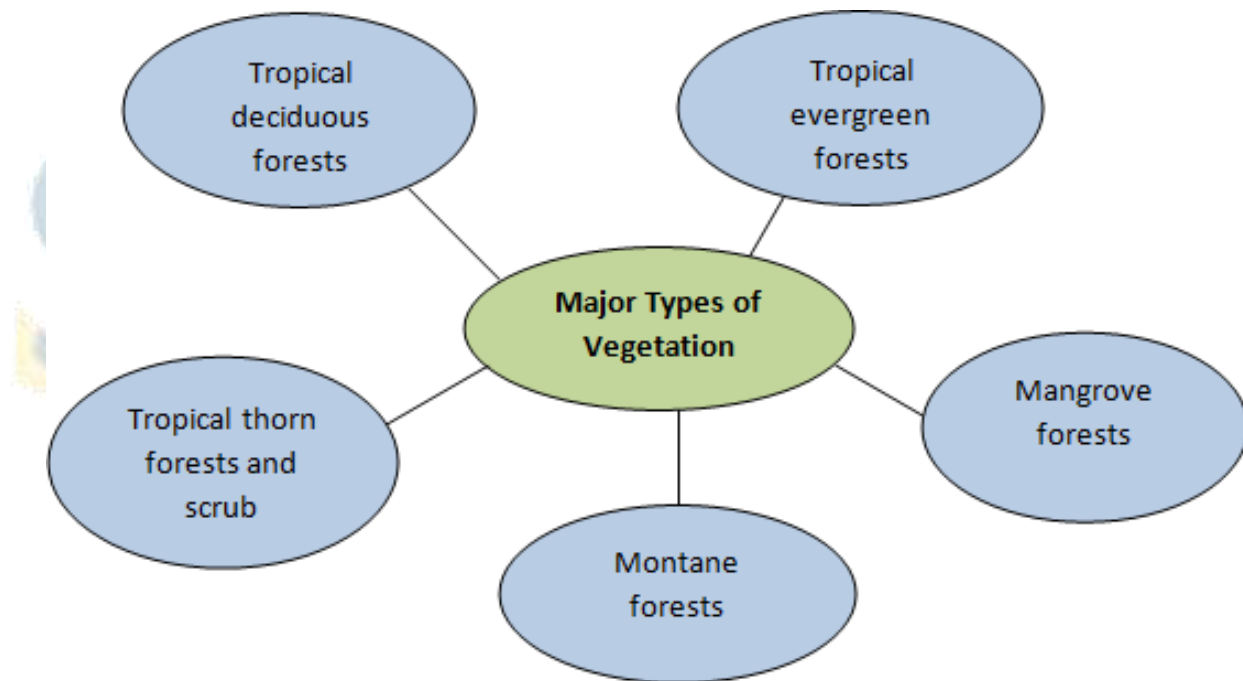 Tropical
deciduous
forests
Tropical
evergreen
forests
Major Types of
Vegetation
Mangrove
forests
Tropical thorn
forests and
scrub
Montane
forests